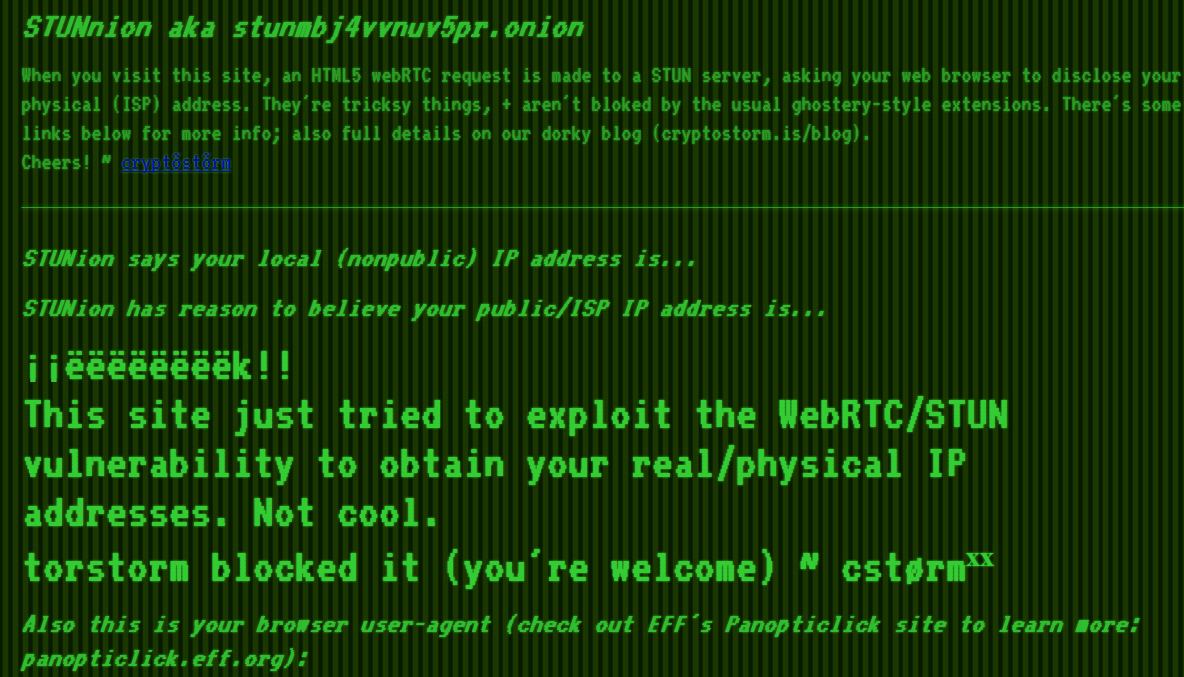 STUNnion aka stunmbj4vvnuv5pr.onion
When you visit this site, an HTML5 webRTC request is made to a STUN server, asking your web browser to disclose your
physical (ISP) address. They´re tricksy things, + aren´t bloked by the usual ghostery-style extensions. There´s some
links below for more info; also full details on our dorky blog (cryptostorm.is/blog).
Cheers! ~ cryptöstörm
STUNion says your local (nonpublic) IP address is...
STUNion has reason to believe your public/ISP IP address is...
¡¡ëëëëëëëëk!!
This site just tried to exploit the WebRTC/STUN
vulnerability to obtain your real/physical IP
addresses. Not cool.
torstorm blocked it (you´re welcome) ~ cstørmxx
Also this is your browser user-agent (check out EFF´s Panopticlick site to learn more:
panopticlick.eff.org):